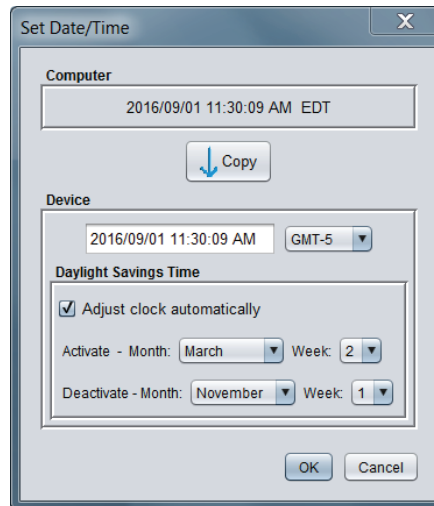 Set Date/Time
X
Computer
2016/09/01 11:30:09 AM EDT
Copy
Device
2016/09/01 11:30:09 AM GMT-5
Daylight Savings Time
Adjust clock automatically
Activate - Month: March Week: 2
Deactivate - Month: November Week: 1
OK Cancel